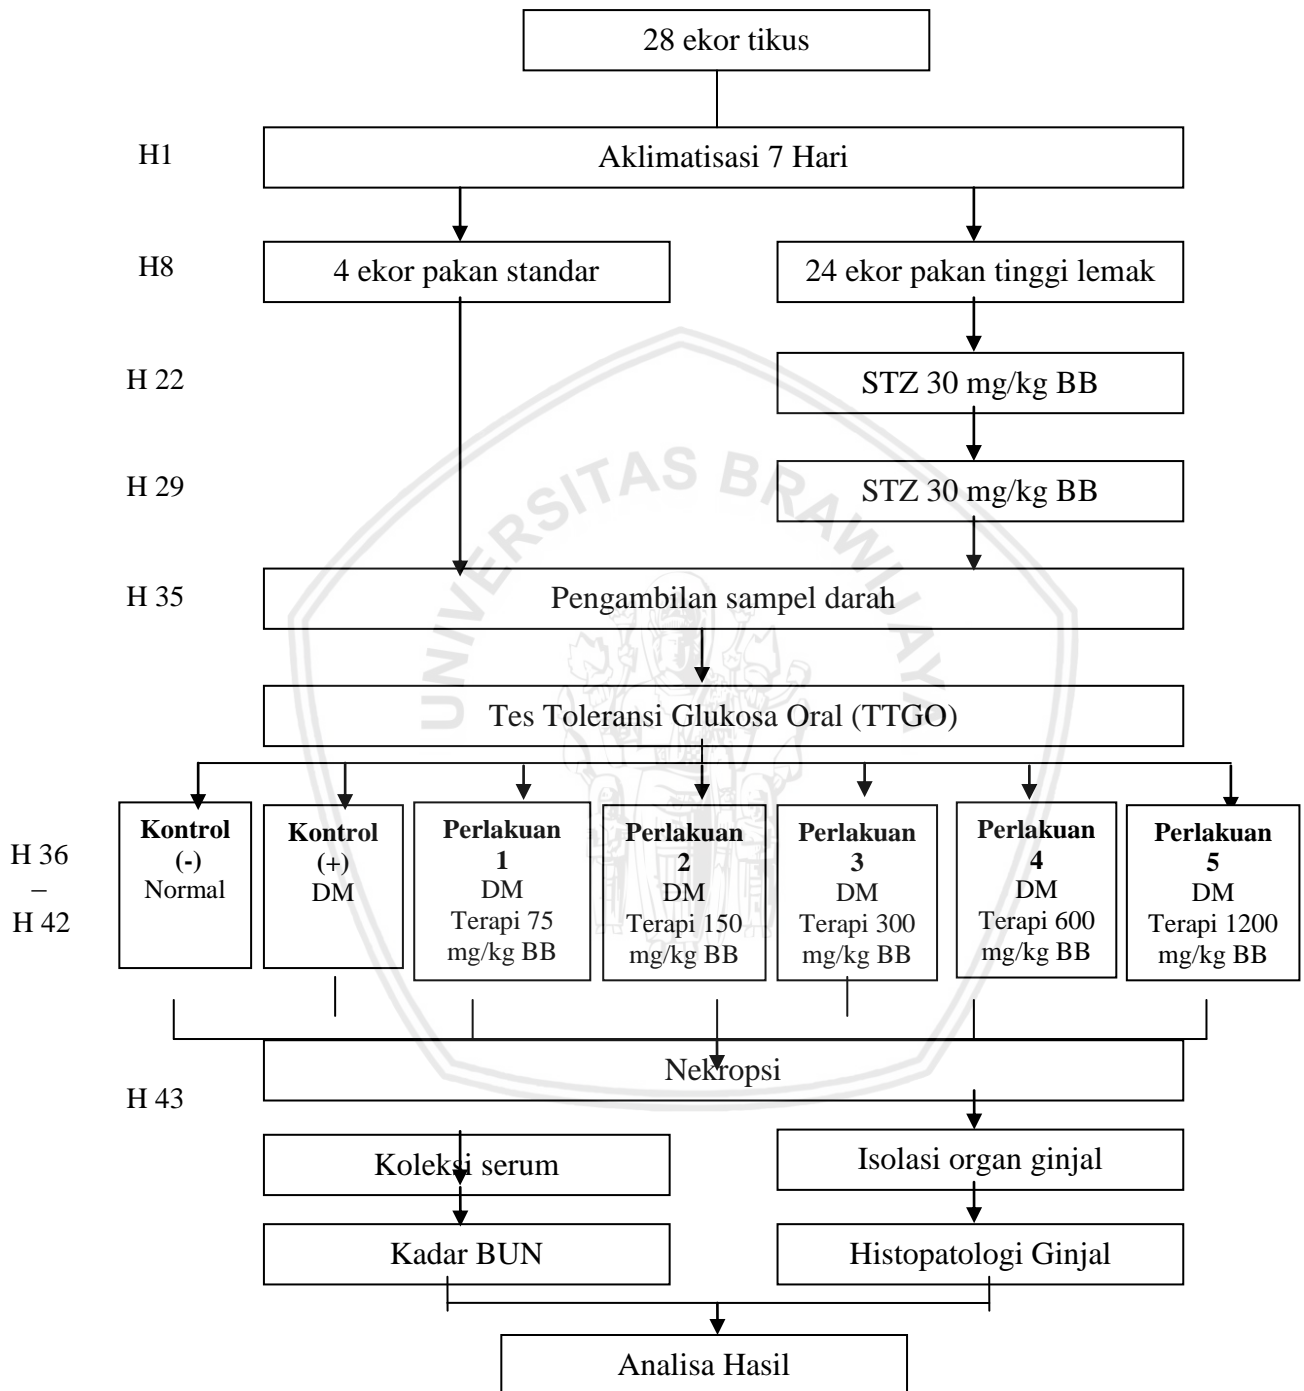 28 ekor tikus
H1
Aklimatisasi 7 Hari
H8
4 ekor pakan standar
24 ekor pakan tinggi lemak
H 22
STZ 30 mg/kg BB
H 29
STZ 30 mg/kg BB
UNIVERSITAS BRAWIJAYA
H 35
Pengambilan sampel darah
Tes Toleransi Glukosa Oral (TTGO)
H 36
–
H 42
Kontrol
(-)
Normal
Kontrol
(+)
DM
Perlakuan
1
DM
Terapi 75
mg/kg BB
Perlakuan
2
DM
Terapi 150
mg/kg BB
Perlakuan
3
DM
Terapi 300
mg/kg BB
Perlakuan
4
DM
Terapi 600
mg/kg BB
Perlakuan
5
DM
Terapi 1200
mg/kg BB
Nekropsi
H 43
Koleksi serum
Isolasi organ ginjal
Kadar BUN
Histopatologi Ginjal
Analisa Hasil